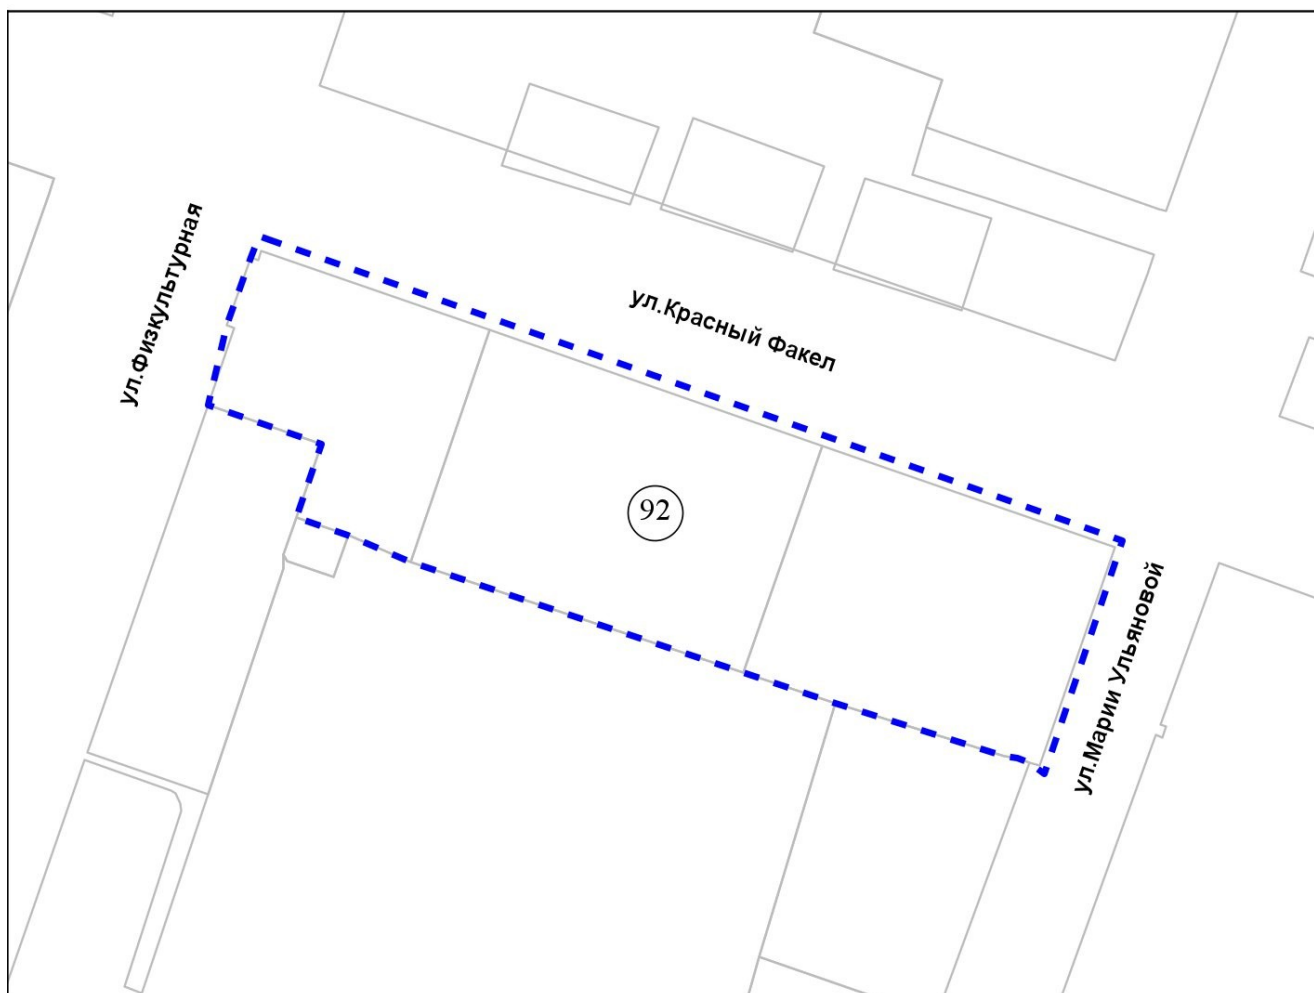 ул.Физкультурная
ул.Красный Факел
92
ул.Марии Ульяновой